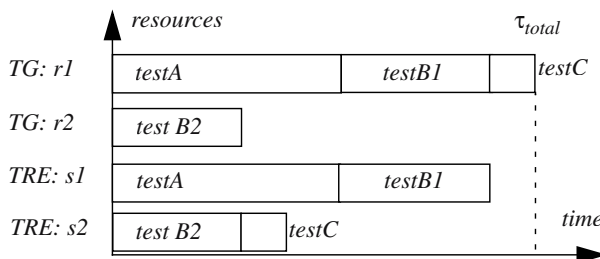 resources
τtotal
TG: r1 testA testB1 testC
TG: r2 test B2
TRE: s1 testA testB1
TRE: s2 test B2 testC
time